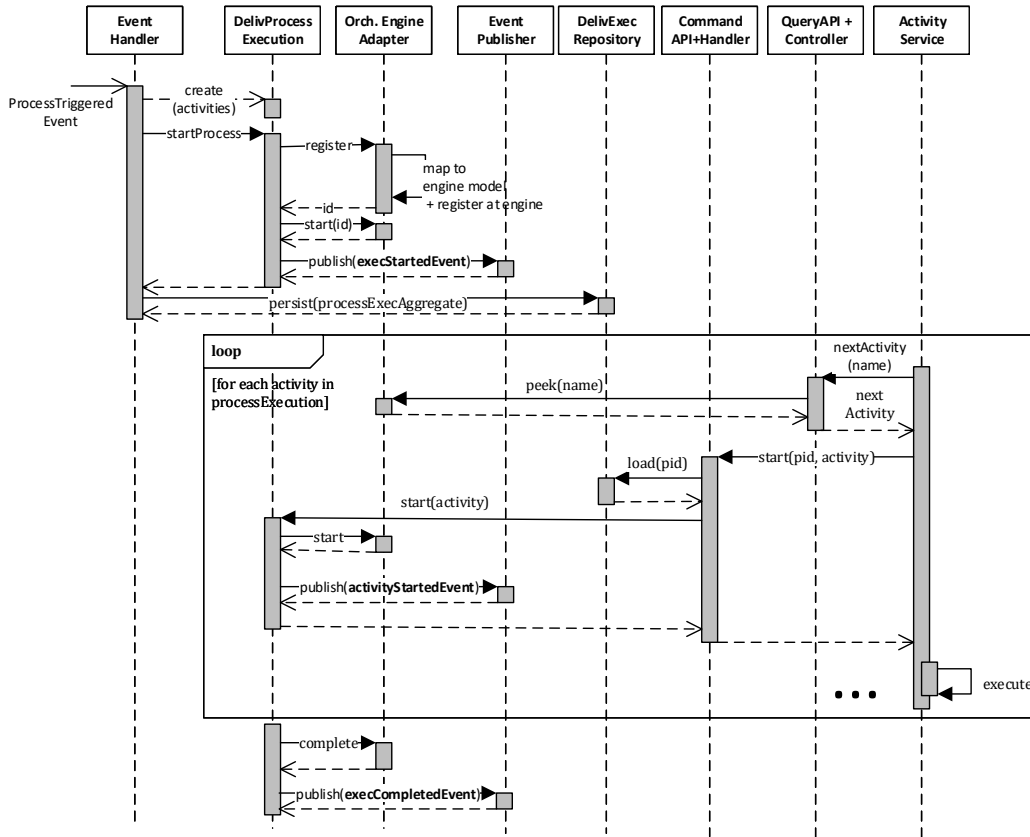 Event
Handler
DelivProcess
Execution
Orch. Engine
Adapter
Event
Publisher
DelivExec
Repository
Command
API+Handler
QueryAPI +
Controller
Activity
Service
ProcessTriggered
Event
create
(activities)
startProcess
register
map to
engine model
+ register at engine
id
start(id)
publish(execStartedEvent)
persist(processExecAggregate)
loop
[for each activity in
processExecution]
nextActivity
(name)
peek(name)
next
Activity
start(pid, activity)
load(pid)
start(activity)
start
publish(activityStartedEvent)
execute
complete
publish(execCompletedEvent)